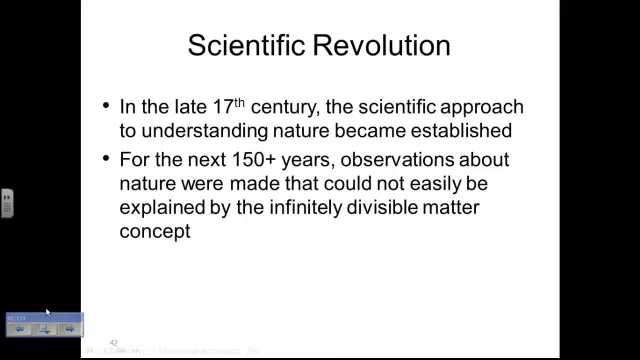 Scientific Revolution
• In the late 17th century, the scientific approach
to understanding nature became established
• For the next 150+ years, observations about
nature were made that could not easily be
explained by the infinitely divisible matter
concept
42